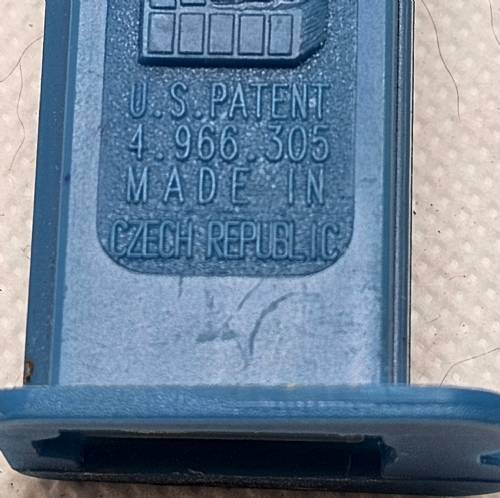 U.S. PATENT
4.966.305
MADE IN
CZECH REPUBLIC